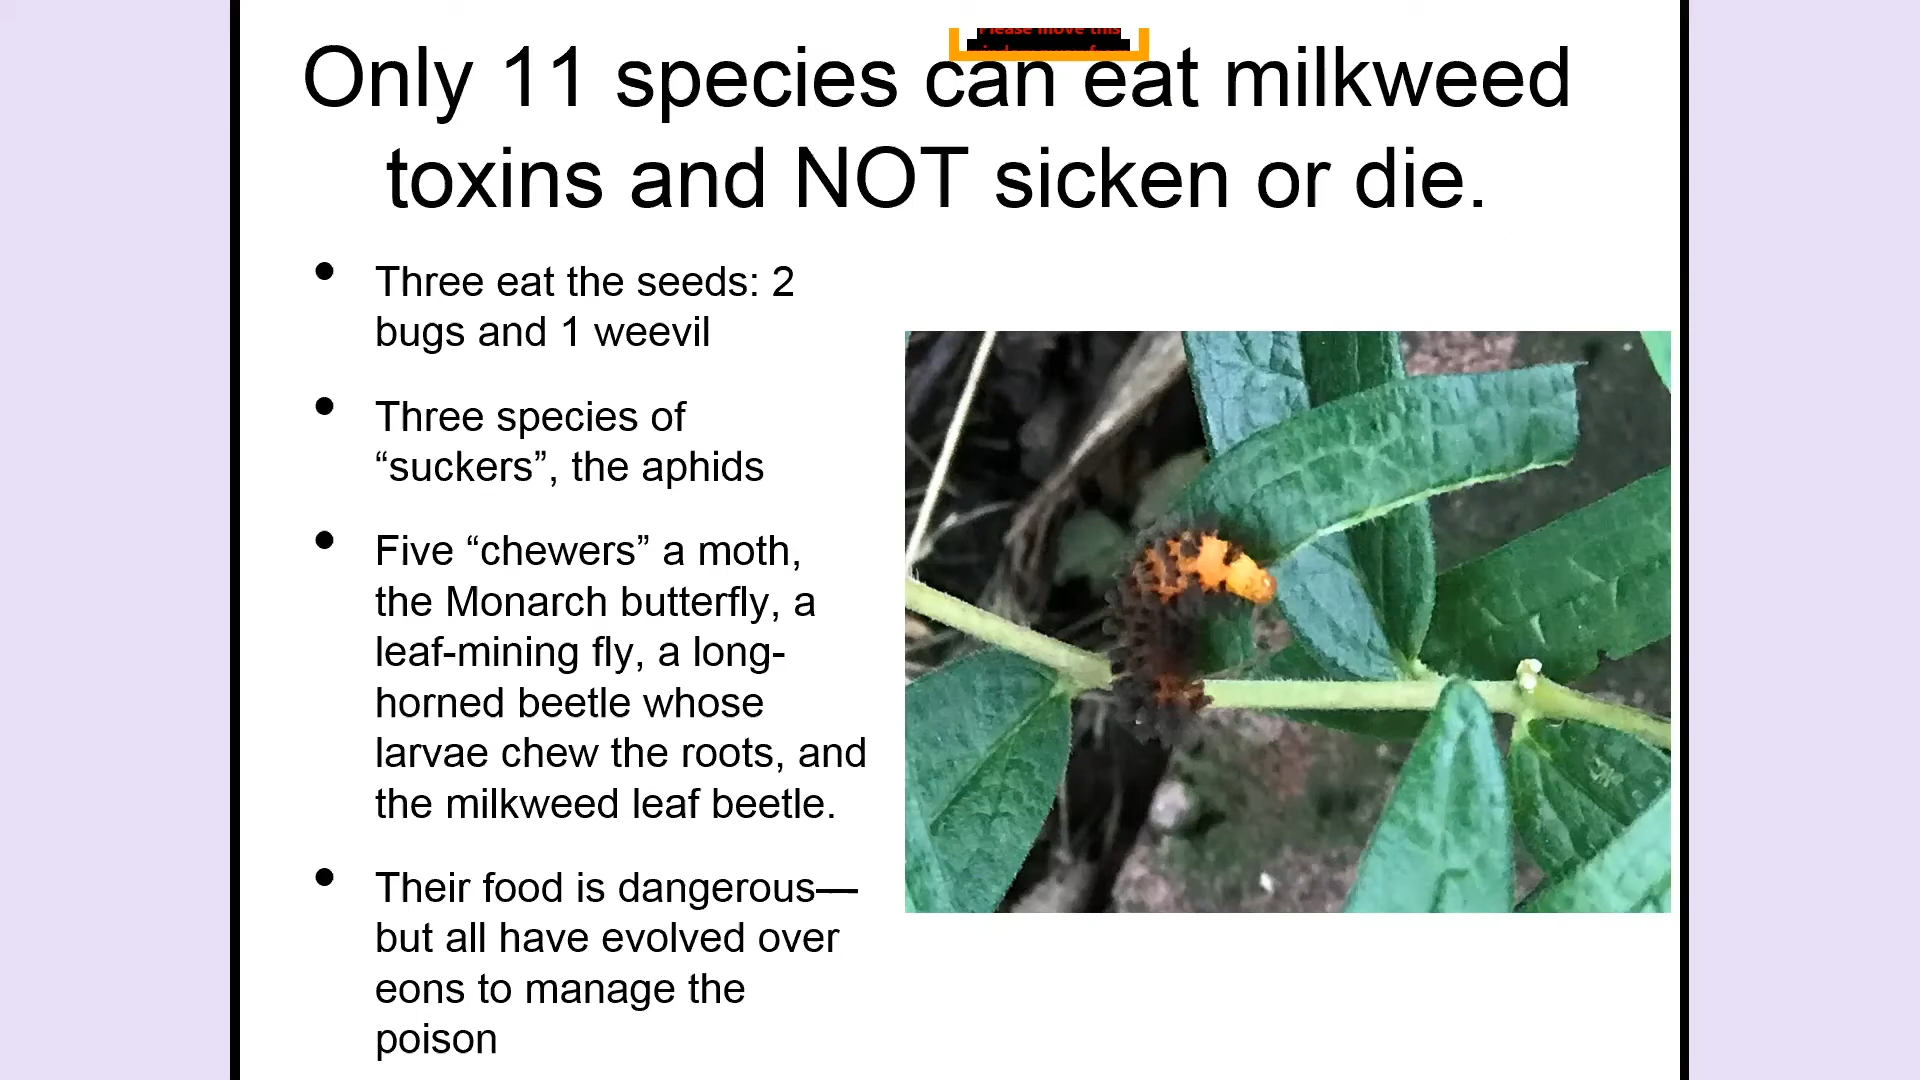 Please move this
Only 11 species can eat milkweed
toxins and NOT sicken or die.
• Three eat the seeds: 2
bugs and 1 weevil
• Three species of
“suckers”, the aphids
• Five “chewers” a moth,
the Monarch butterfly, a
leaf-mining fly, a long-
horned beetle whose
larvae chew the roots, and
the milkweed leaf beetle.
• Their food is dangerous—
but all have evolved over
eons to manage the
poison